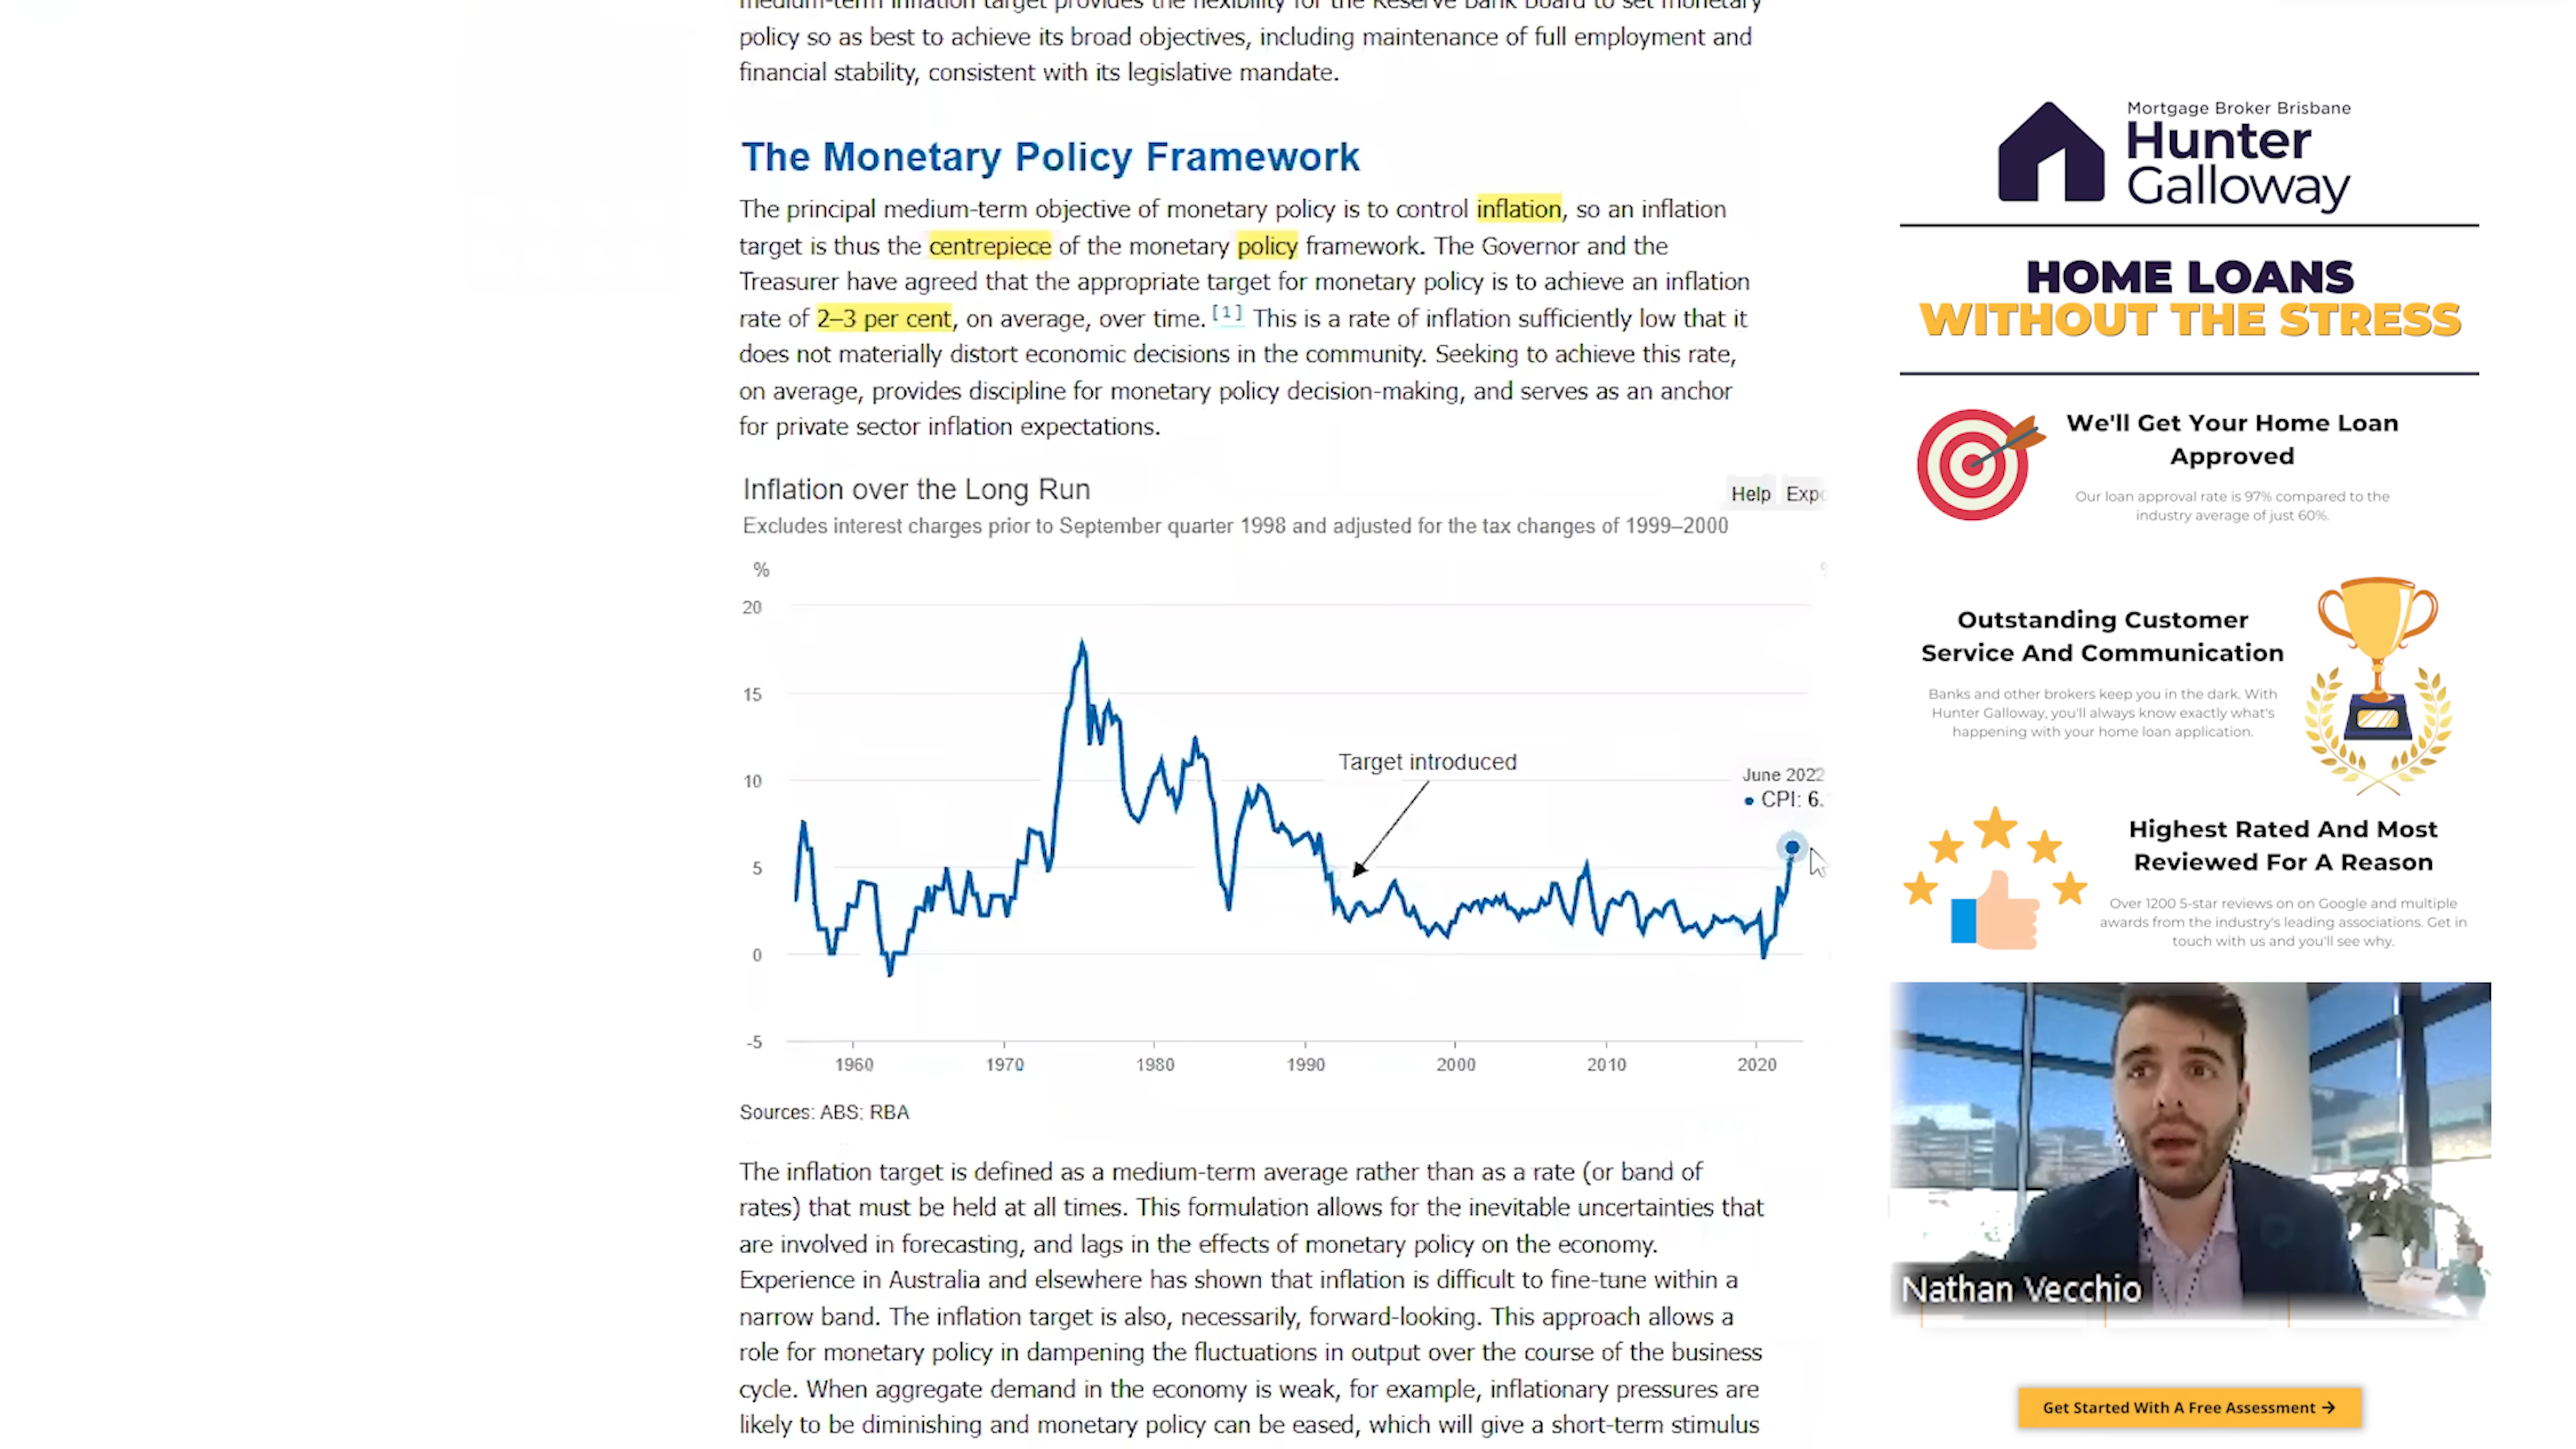 medium-term inflation target provides the flexibility for the Reserve Bank Board to set monetary
policy so as best to achieve its broad objectives, including maintenance of full employment and
financial stability, consistent with its legislative mandate.
The Monetary Policy Framework
The principal medium-term objective of monetary policy is to control inflation, so an inflation
target is thus the centrepiece of the monetary policy framework. The Governor and the
Treasurer have agreed that the appropriate target for monetary policy is to achieve an inflation
rate of 2–3 per cent, on average, over time. [1] This is a rate of inflation sufficiently low that it
does not materially distort economic decisions in the community. Seeking to achieve this rate,
on average, provides discipline for monetary policy decision-making, and serves as an anchor
for private sector inflation expectations.
Inflation over the Long Run
Help Expo
Excludes interest charges prior to September quarter 1998 and adjusted for the tax changes of 1999–2000
%
20
15
10
5
0
-5
Target introduced
June 2022
CPI: 6.
1960 1970 1980 1990 2000 2010 2020
Sources: ABS; RBA
The inflation target is defined as a medium-term average rather than as a rate (or band of
rates) that must be held at all times. This formulation allows for the inevitable uncertainties that
are involved in forecasting, and lags in the effects of monetary policy on the economy.
Experience in Australia and elsewhere has shown that inflation is difficult to fine-tune within a
narrow band. The inflation target is also, necessarily, forward-looking. This approach allows a
role for monetary policy in dampening the fluctuations in output over the course of the business
cycle. When aggregate demand in the economy is weak, for example, inflationary pressures are
likely to be diminishing and monetary policy can be eased, which will give a short-term stimulus
Mortgage Broker Brisbane
Hunter
Galloway
HOME LOANS
WITHOUT THE STRESS
We'll Get Your Home Loan
Approved
Our loan approval rate is 97% compared to the
industry average of just 60%.
Outstanding Customer
Service And Communication
Banks and other brokers keep you in the dark. With
Hunter Galloway, you'll always know exactly what's
happening with your home loan application.
Highest Rated And Most
Reviewed For A Reason
Over 1200 5-star reviews on on Google and multiple
awards from the industry's leading associations. Get in
touch with us and you'll see why.
Nathan Vecchio
Get Started With A Free Assessment →